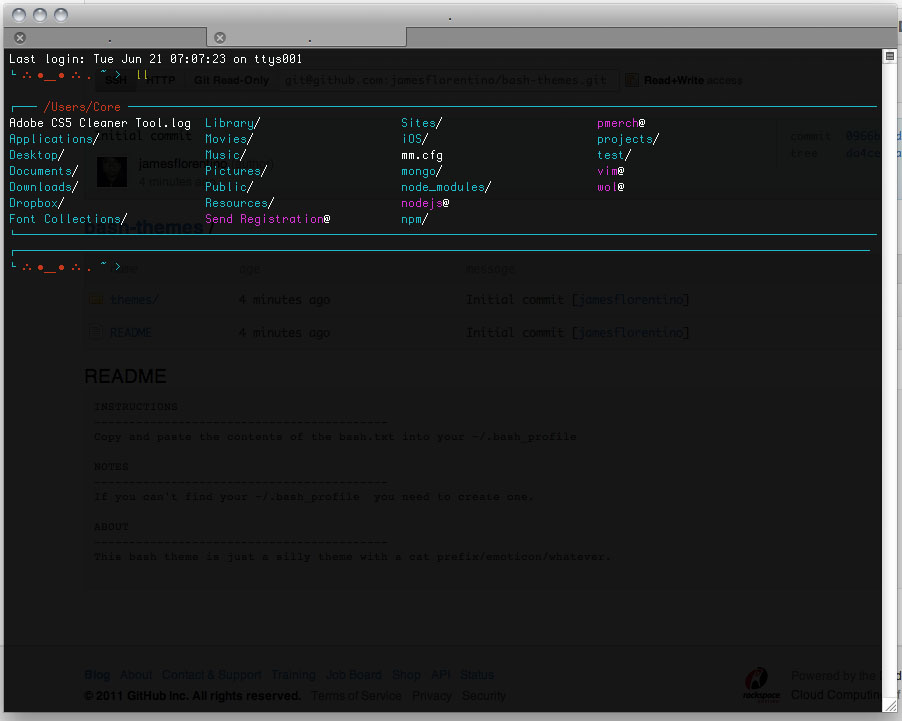 Last login: Tue Jun 21 07:07:23 on ttys001
~ > ll
SSH HTTP Git Read-Only git@github.com:jamesflorentino/bash-themes.git Read+Write access
/Users/Core
Adobe CS5 Cleaner Tool.log Library/ Sites/ pmerch@
Applications/ Movies/ iOS/ projects/
Desktop/ Music/ mm.cfg test/
Documents/ Pictures/ mongo/ vim@
Downloads/ Public/ node_modules/ wol@
Dropbox/ Resources/ nodejs@
Font Collections/ Send Registration@ npm/
Initial commit
commit
tree
jamesflorentino
4 minutes ago
bash-themes /
~ >
name age message
themes/ 4 minutes ago Initial commit [jamesflorentino]
README 4 minutes ago Initial commit [jamesflorentino]
README
INSTRUCTIONS
Copy and paste the contents of the bash.txt into your ~/.bash_profile
NOTES
If you can't find your ~/.bash_profile you need to create one.
ABOUT
This bash theme is just a silly theme with a cat prefix/emoticon/whatever.
Blog About Contact & Support Training Job Board Shop API Status
© 2011 GitHub Inc. All rights reserved. Terms of Service Privacy Security
rackspace
Powered by the
Cloud Computing of